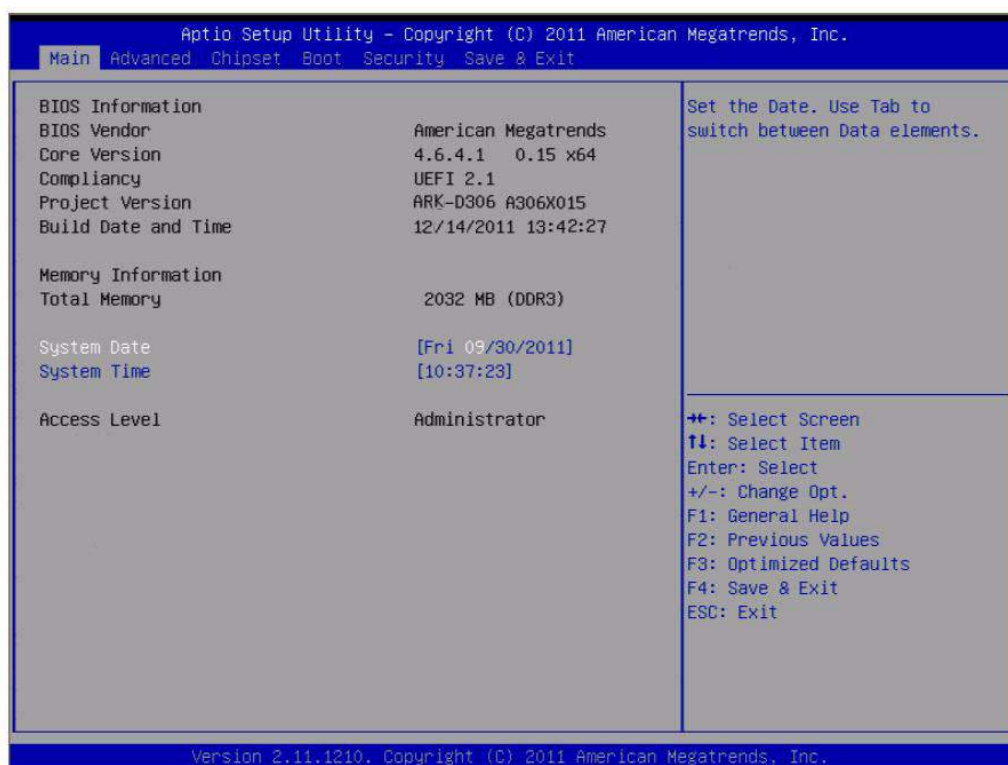 Aptio Setup Utility – Copyright (C) 2011 American Megatrends, Inc.
Main Advanced Chipset Boot Security Save & Exit
BIOS Information
BIOS Vendor American Megatrends
Core Version 4.6.4.1 0.15 x64
Compliancy UEFI 2.1
Project Version ARK-D306 A306X015
Build Date and Time 12/14/2011 13:42:27
Memory Information
Total Memory 2032 MB (DDR3)
System Date [Fri 09/30/2011]
System Time [10:37:23]
Access Level Administrator
Set the Date. Use Tab to
switch between Data elements.
→←: Select Screen
↑↓: Select Item
Enter: Select
+/-: Change Opt.
F1: General Help
F2: Previous Values
F3: Optimized Defaults
F4: Save & Exit
ESC: Exit
Version 2.11.1210. Copyright (C) 2011 American Megatrends, Inc.